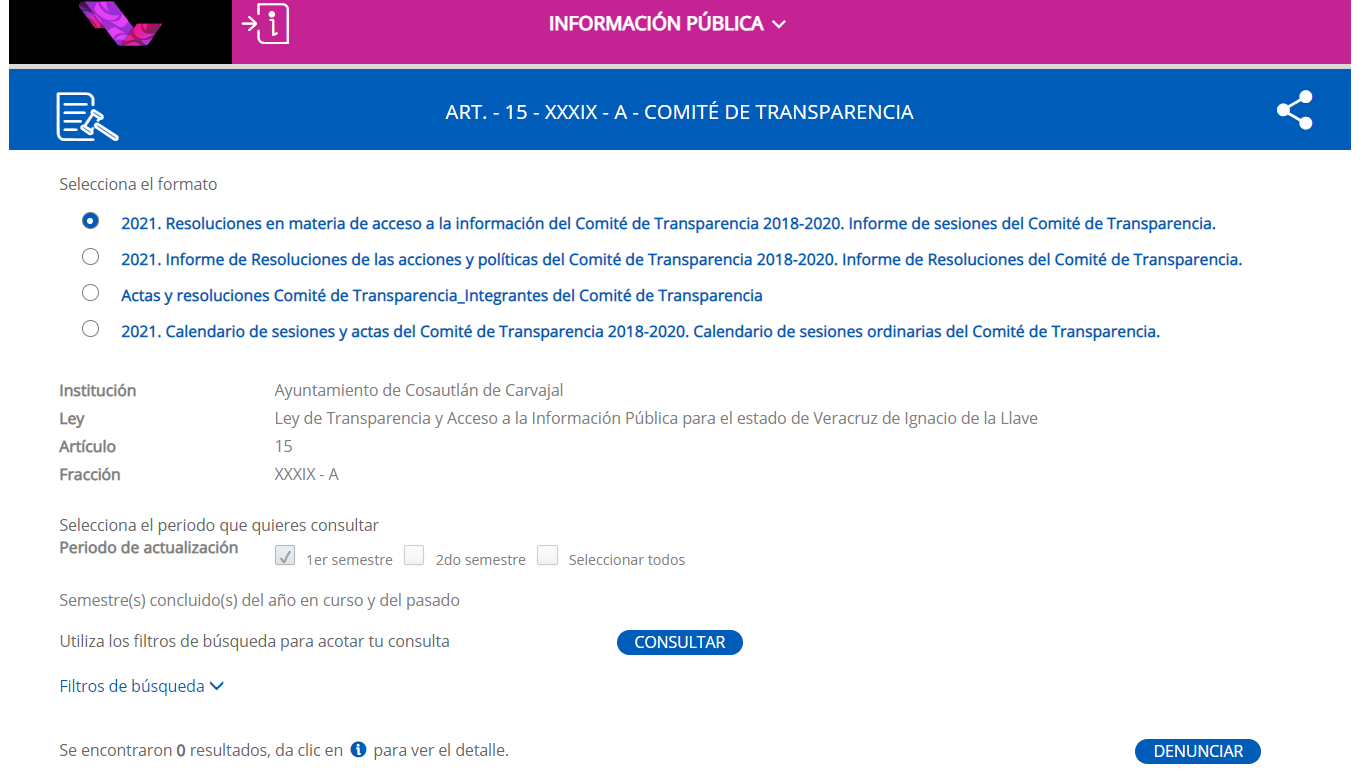 INFORMACIÓN PÚBLICA
ART. - 15 - XXXIX - A - COMITÉ DE TRANSPARENCIA
Selecciona el formato
2021. Resoluciones en materia de acceso a la información del Comité de Transparencia 2018-2020. Informe de sesiones del Comité de Transparencia.
2021. Informe de Resoluciones de las acciones y políticas del Comité de Transparencia 2018-2020. Informe de Resoluciones del Comité de Transparencia.
Actas y resoluciones Comité de Transparencia_Integrantes del Comité de Transparencia
2021. Calendario de sesiones y actas del Comité de Transparencia 2018-2020. Calendario de sesiones ordinarias del Comité de Transparencia.
Institución Ayuntamiento de Cosautlán de Carvajal
Ley Ley de Transparencia y Acceso a la Información Pública para el estado de Veracruz de Ignacio de la Llave
Artículo 15
Fracción XXXIX - A
Selecciona el periodo que quieres consultar
Periodo de actualización 1er semestre 2do semestre Seleccionar todos
Semestre(s) concluido(s) del año en curso y del pasado
Utiliza los filtros de búsqueda para acotar tu consulta CONSULTAR
Filtros de búsqueda
Se encontraron 0 resultados, da clic en i para ver el detalle. DENUNCIAR